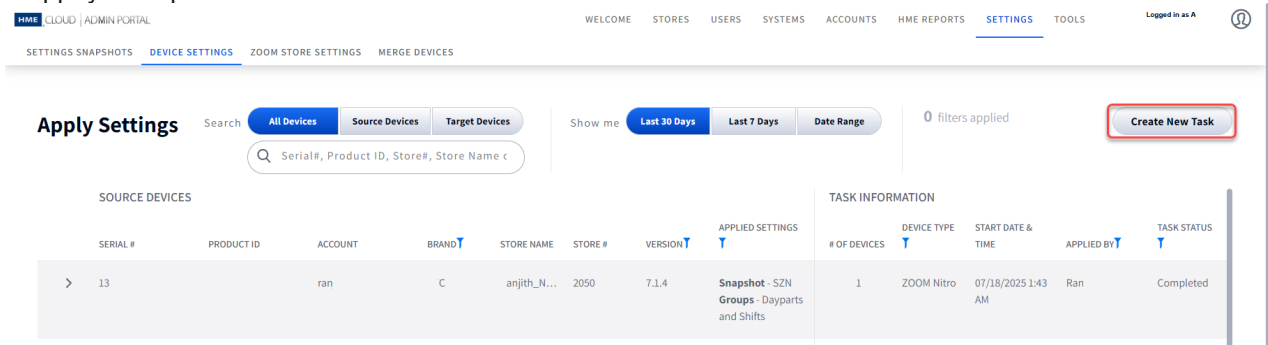 HME CLOUD | ADMIN PORTAL
WELCOME STORES USERS SYSTEMS ACCOUNTS HME REPORTS SETTINGS TOOLS
Logged in as A
SETTINGS SNAPSHOTS DEVICE SETTINGS ZOOM STORE SETTINGS MERGE DEVICES
Apply Settings
Search All Devices Source Devices Target Devices
Show me Last 30 Days Last 7 Days Date Range
0 filters applied
Create New Task
Serial#, Product ID, Store#, Store Name c
SOURCE DEVICES
TASK INFORMATION
SERIAL # PRODUCT ID ACCOUNT BRAND STORE NAME STORE # VERSION APPLIED SETTINGS # OF DEVICES DEVICE TYPE START DATE & TIME APPLIED BY TASK STATUS
13 ran C anjith_N... 2050 7.1.4 Snapshot - SZN 1 ZOOM Nitro 07/18/2025 1:43 Ran Completed
Groups - Dayparts AM
and Shifts